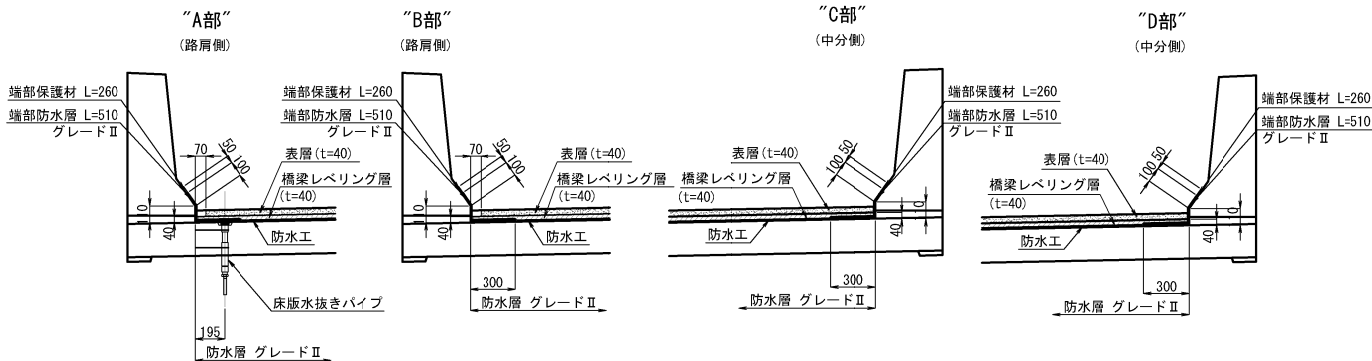 "A部"
(路肩側)
端部保護材 L=260
端部防水層 L=510
グレードⅡ
70
50
100
表層(t=40)
橋梁レベリング層
(t=40)
110
40
防水工
床版水抜きパイプ
195
防水層 グレードⅡ
"B部"
(路肩側)
端部保護材 L=260
端部防水層 L=510
グレードⅡ
70
50
100
表層(t=40)
橋梁レベリング層
(t=40)
110
40
防水工
300
防水層 グレードⅡ
"C部"
(中分側)
端部保護材 L=260
端部防水層 L=510
グレードⅡ
100
50
表層(t=40)
橋梁レベリング層
(t=40)
0
40
防水工
300
防水層 グレードⅡ
"D部"
(中分側)
端部保護材 L=260
端部防水層 L=510
グレードⅡ
100
50
表層(t=40)
橋梁レベリング層
(t=40)
0
40
防水工
300
防水層 グレードⅡ